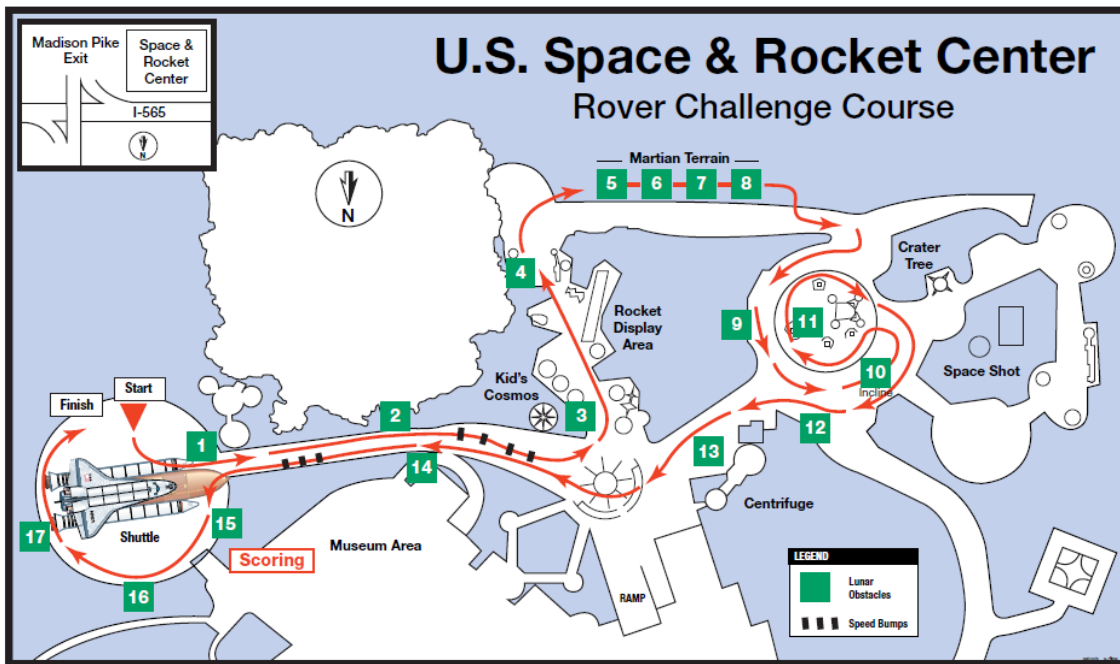 Madison Pike
Exit
Space &
Rocket
Center
I-565
N
U.S. Space & Rocket Center
Rover Challenge Course
N
Martian Terrain
5 6 7 8
4
Crater
Tree
Rocket
Display
Area
9
11
10
Incline
Space Shot
Kid's
Cosmos
Start
Finish
1
2
3
12
13
14
Centrifuge
15
17
Shuttle
Scoring
Museum Area
16
RAMP
LEGEND
Lunar
Obstacles
Speed Bumps